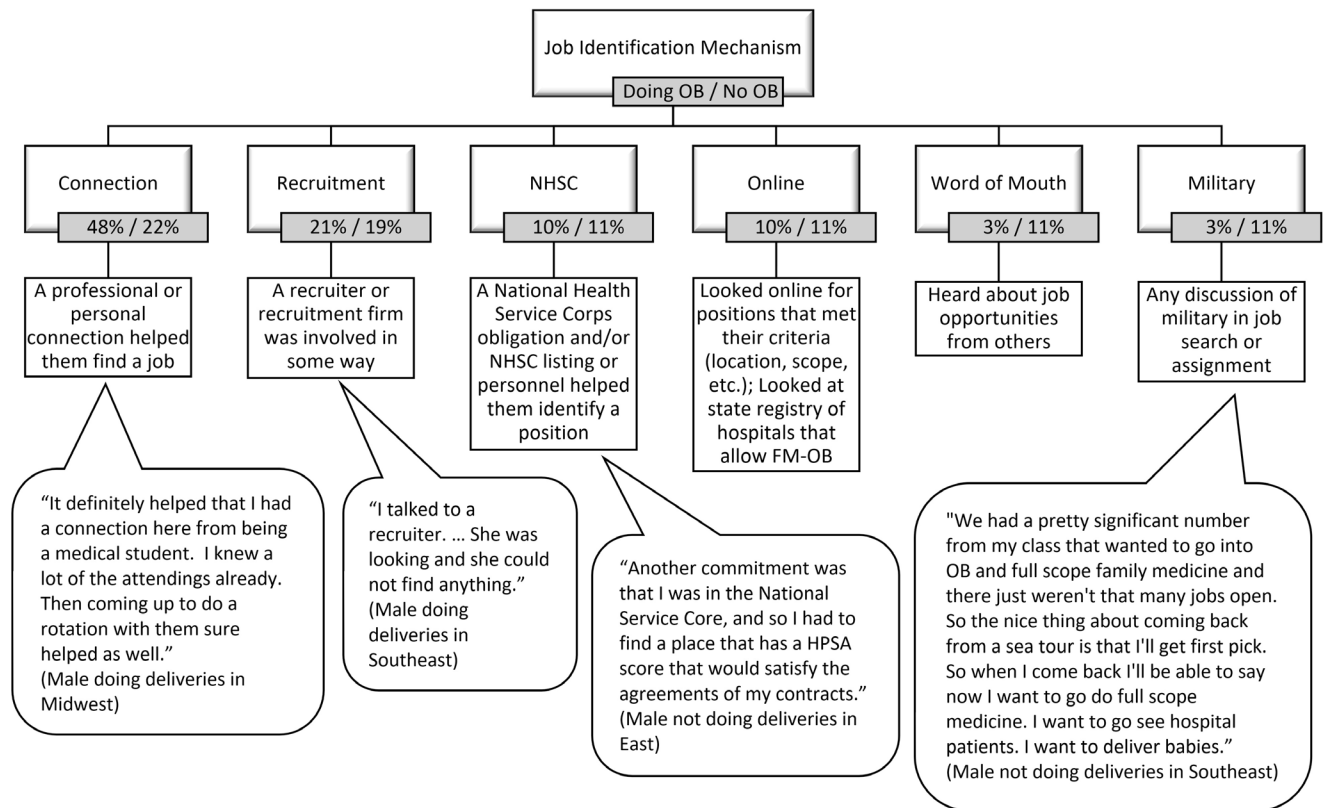 Job Identification Mechanism
Doing OB / No OB
Connection
48% / 22%
A professional or
personal
connection helped
them find a job
Recruitment
21% / 19%
A recruiter or
recruitment firm
was involved in
some way
NHSC
10% / 11%
A National Health
Service Corps
obligation and/or
NHSC listing or
personnel helped
them identify a
position
Online
10% / 11%
Looked online for
positions that met
their criteria
(location, scope,
etc.); Looked at
state registry of
hospitals that
allow FM-OB
Word of Mouth
3% / 11%
Heard about job
opportunities
from others
Military
3% / 11%
Any discussion of
military in job
search or
assignment
“It definitely helped that I had
a connection here from being
a medical student.  I knew a
lot of the attendings already.
Then coming up to do a
rotation with them sure
helped as well.”
(Male doing deliveries in
Midwest)
“I talked to a
recruiter. … She was
looking and she could
not find anything.”
(Male doing
deliveries in
Southeast)
“Another commitment was
that I was in the National
Service Core, and so I had to
find a place that has a HPSA
score that would satisfy the
agreements of my contracts.”
(Male not doing deliveries in
East)
"We had a pretty significant number
from my class that wanted to go into
OB and full scope family medicine and
there just weren't that many jobs open.
So the nice thing about coming back
from a sea tour is that I'll get first pick.
So when I come back I'll be able to say
now I want to go do full scope
medicine. I want to go see hospital
patients. I want to deliver babies.”
(Male not doing deliveries in Southeast)